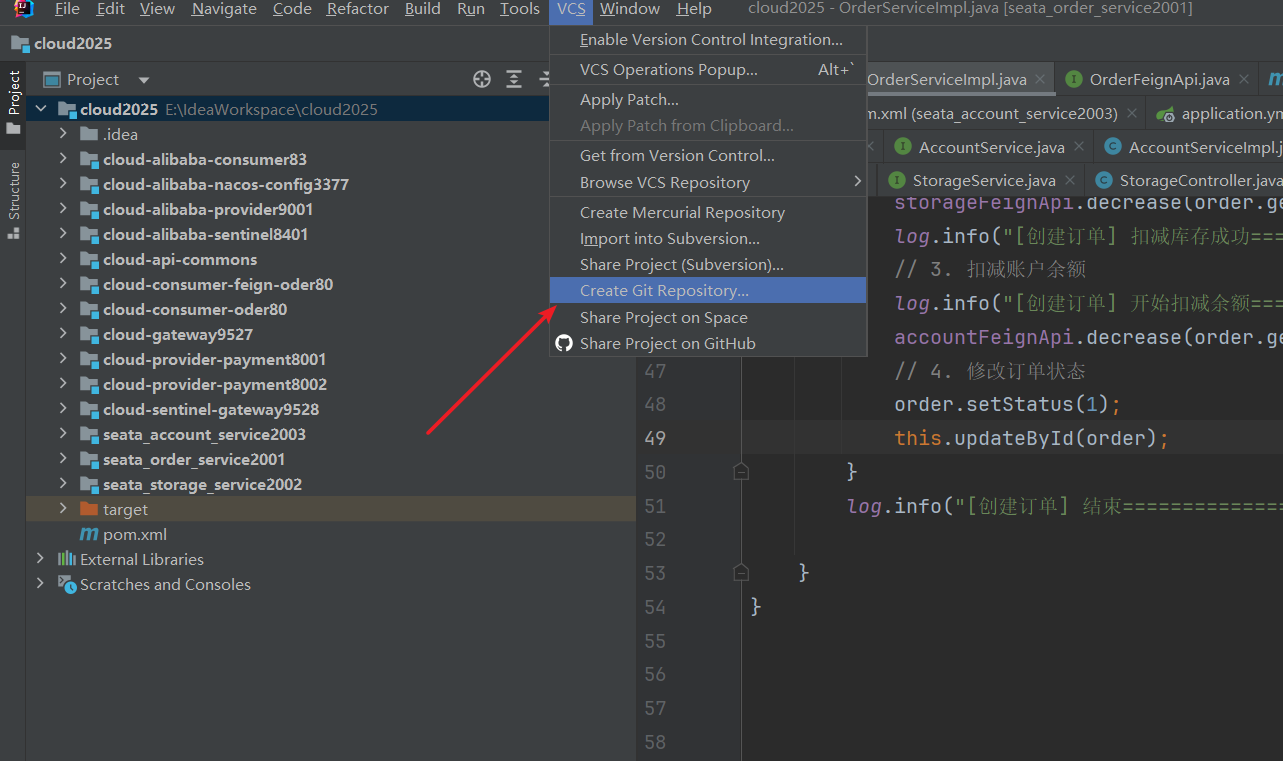 File Edit View Navigate Code Refactor Build Run Tools VCS Window Help cloud2025 - OrderServiceImpl.java [seata_order_service2001]
cloud2025
Project
Project
Structure
cloud2025 E:\IdeaWorkspace\cloud2025
.idea
cloud-alibaba-consumer83
cloud-alibaba-nacos-config3377
cloud-alibaba-provider9001
cloud-alibaba-sentinel8401
cloud-api-commons
cloud-consumer-feign-oder80
cloud-consumer-oder80
cloud-gateway9527
cloud-provider-payment8001
cloud-provider-payment8002
cloud-sentinel-gateway9528
seata_account_service2003
seata_order_service2001
seata_storage_service2002
target
pom.xml
External Libraries
Scratches and Consoles
Enable Version Control Integration...
VCS Operations Popup... Alt+`
Apply Patch...
Apply Patch from Clipboard...
Get from Version Control...
Browse VCS Repository
Create Mercurial Repository
Import into Subversion...
Share Project (Subversion)...
Create Git Repository...
Share Project on Space
Share Project on GitHub
OrderServiceImpl.java OrderFeignApi.java
m.xml (seata_account_service2003) application.ym
AccountService.java AccountServiceImpl.j
StorageService.java StorageController.java
storageFeignApi.decrease(order.ge
log.info("[创建订单] 扣减库存成功===
// 3. 扣减账户余额
log.info("[创建订单] 开始扣减余额===
accountFeignApi.decrease(order.ge
47 // 4. 修改订单状态
48 order.setStatus(1);
49 this.updateById(order);
50 }
51 log.info("[创建订单] 结束==============
52
53 }
54 }
55
56
57
58